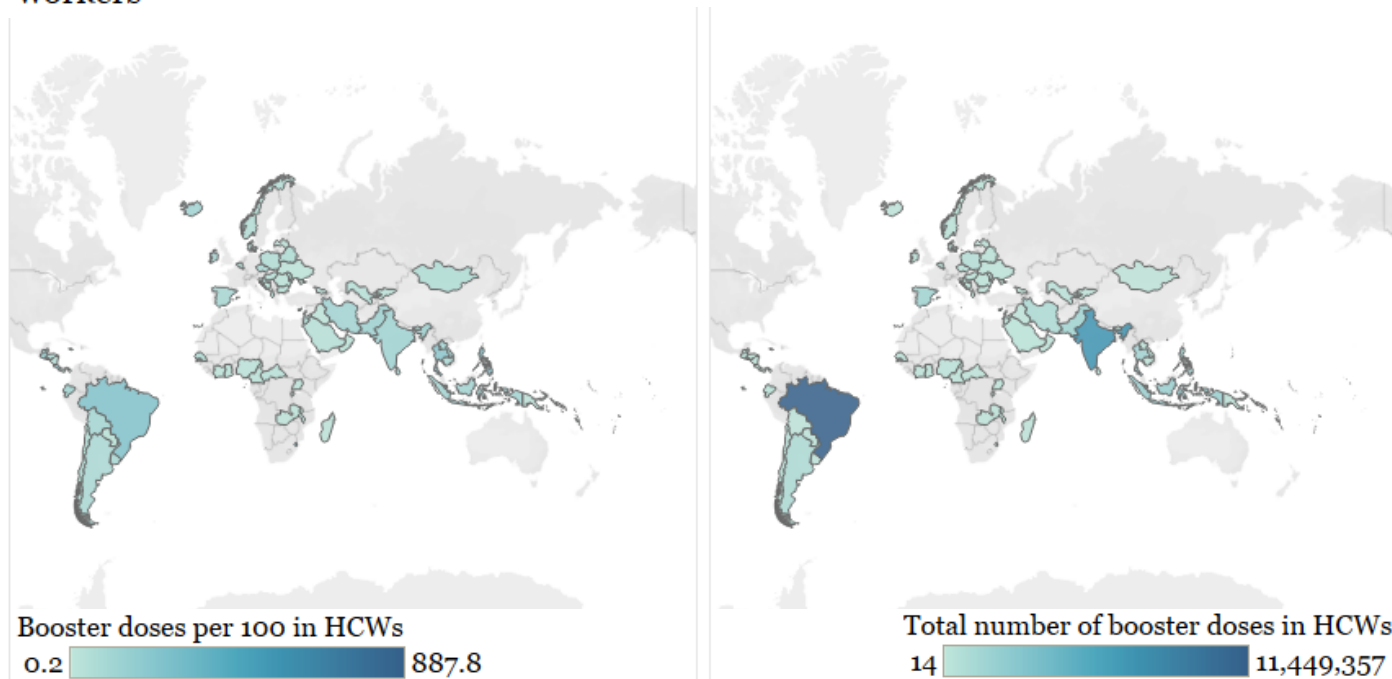 workers
Booster doses per 100 in HCWs
0.2 887.8
Total number of booster doses in HCWs
14 11,449,357